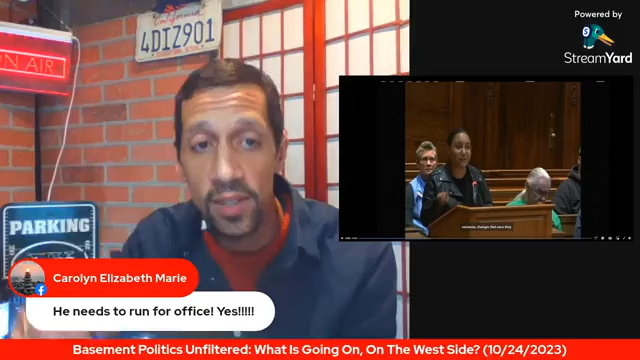 Powered by
StreamYard
California
4DIZ901
ON AIR
PARKING
Carolyn Elizabeth Marie
He needs to run for office! Yes!!!!!
Basement Politics Unfiltered: What Is Going On, On The West Side? (10/24/2023)